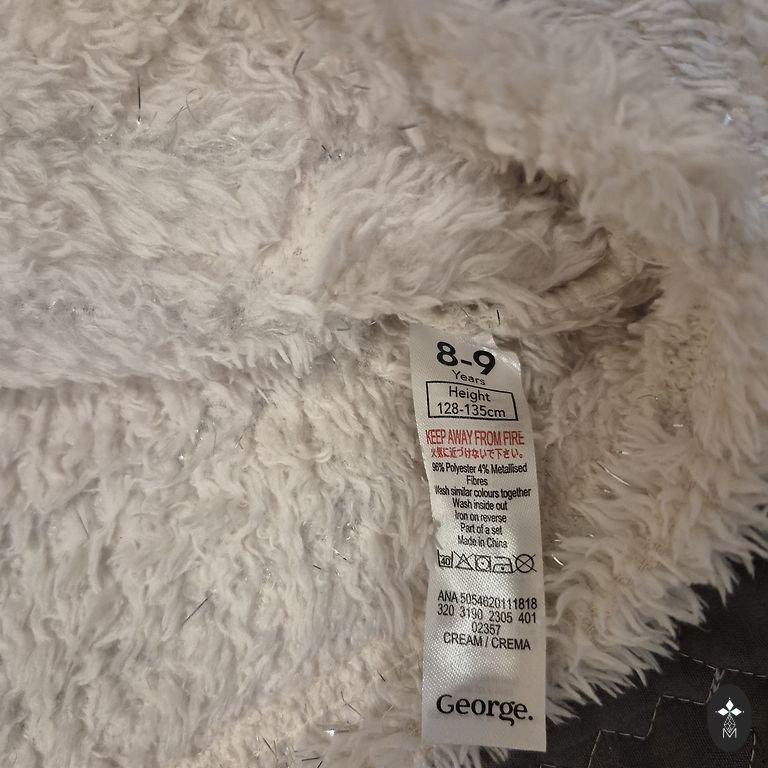 8-9
Years
Height
128-135cm
KEEP AWAY FROM FIRE
火気に近づけないで下さい。
96% Polyester 4% Metallised
Fibres
Wash similar colours together
Wash inside out
Iron on reverse
Part of a set
Made in China
40
ANA 5054620111818
320 3190 2305 401
02357
CREAM / CREMA
George.
M